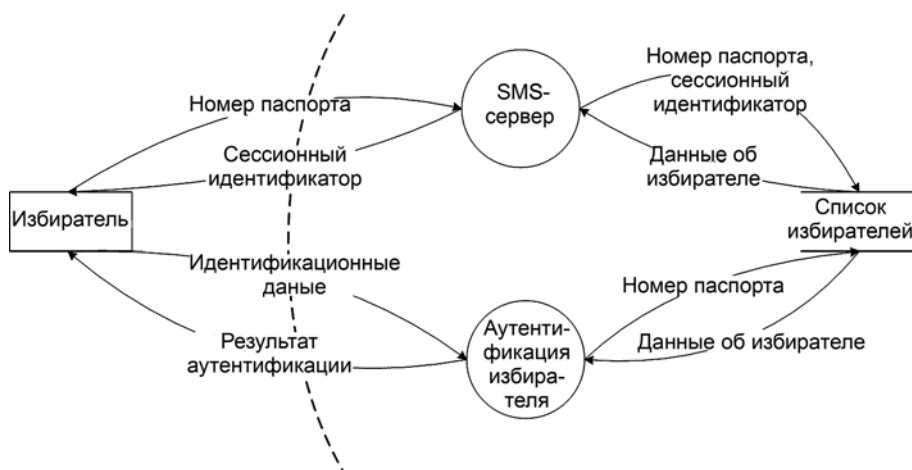 Номер паспорта
Сессионный
идентификатор
SMS-
сервер
Номер паспорта,
сессионный
идентификатор
Данные об
избирателе
Избиратель
Список
избирателей
Идентификационные
даные
Результат
аутентификации
Аутенти-
фикация
избира-
теля
Номер паспорта
Данные об избирателе